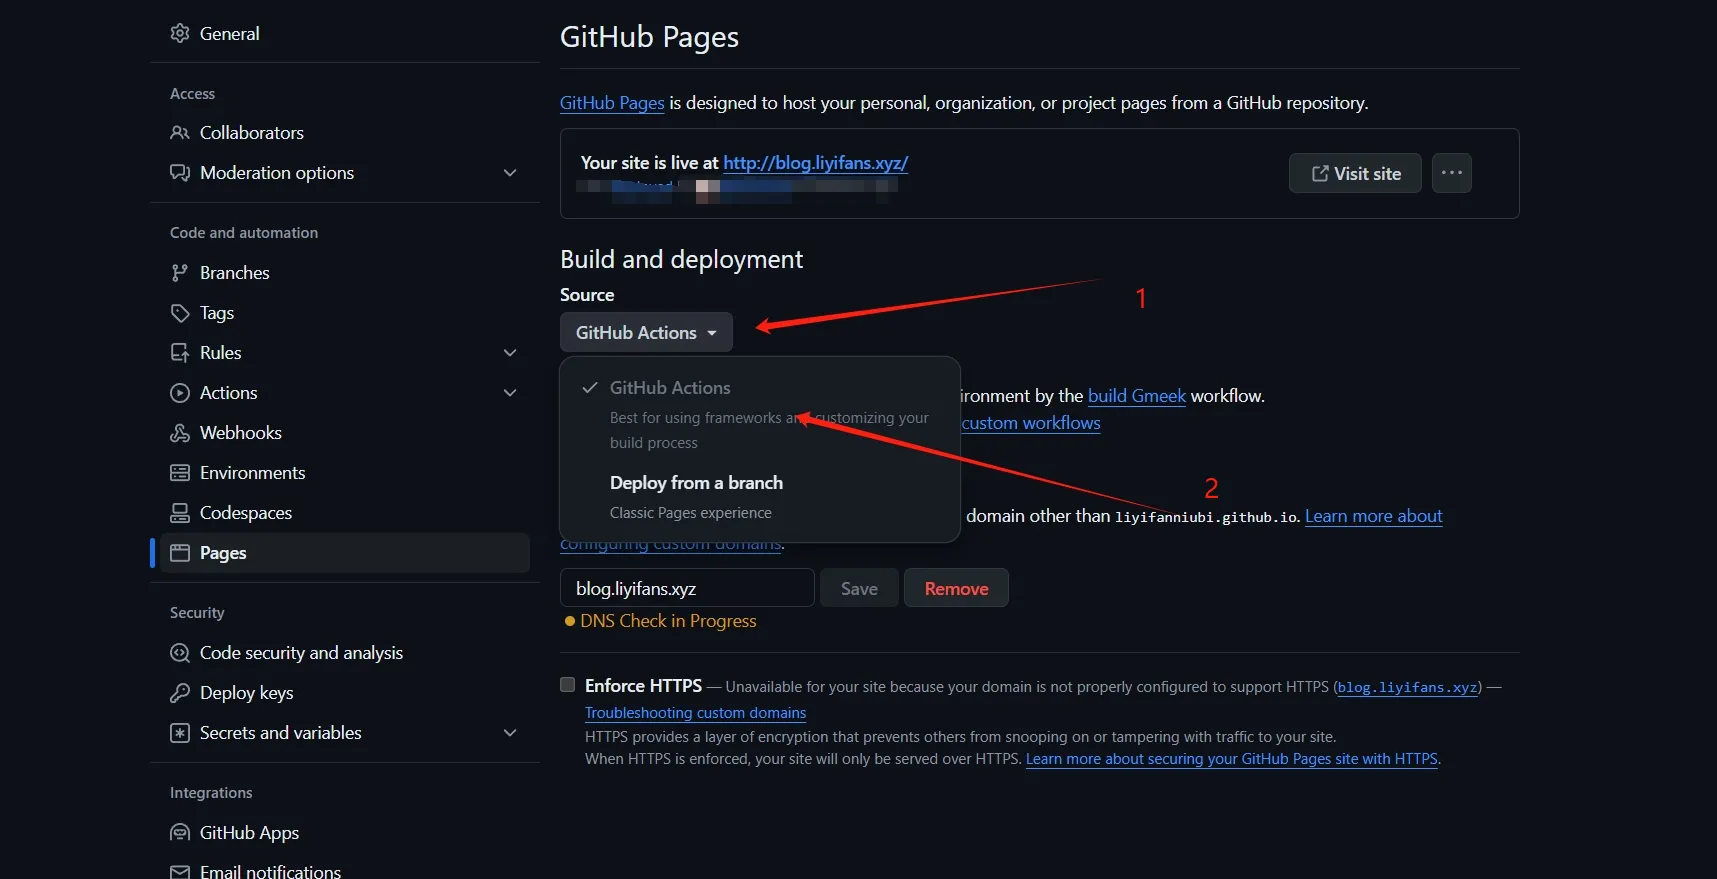 General
Access
Collaborators
Moderation options
Code and automation
Branches
Tags
Rules
Actions
Webhooks
Environments
Codespaces
Pages
Security
Code security and analysis
Deploy keys
Secrets and variables
Integrations
GitHub Apps
Email notifications
GitHub Pages
GitHub Pages is designed to host your personal, organization, or project pages from a GitHub repository.
Your site is live at http://blog.liyifans.xyz/
Visit site
Build and deployment
Source
1
GitHub Actions
GitHub Actions
ironment by the build Gmeek workflow.
Best for using frameworks customizing your
custom workflows
build process
Deploy from a branch
2
Classic Pages experience
domain other than liyifanniubi.github.io. Learn more about
configuring custom domains.
blog.liyifans.xyz
Save
Remove
DNS Check in Progress
Enforce HTTPS — Unavailable for your site because your domain is not properly configured to support HTTPS (blog.liyifans.xyz) —
Troubleshooting custom domains
HTTPS provides a layer of encryption that prevents others from snooping on or tampering with traffic to your site.
When HTTPS is enforced, your site will only be served over HTTPS. Learn more about securing your GitHub Pages site with HTTPS.